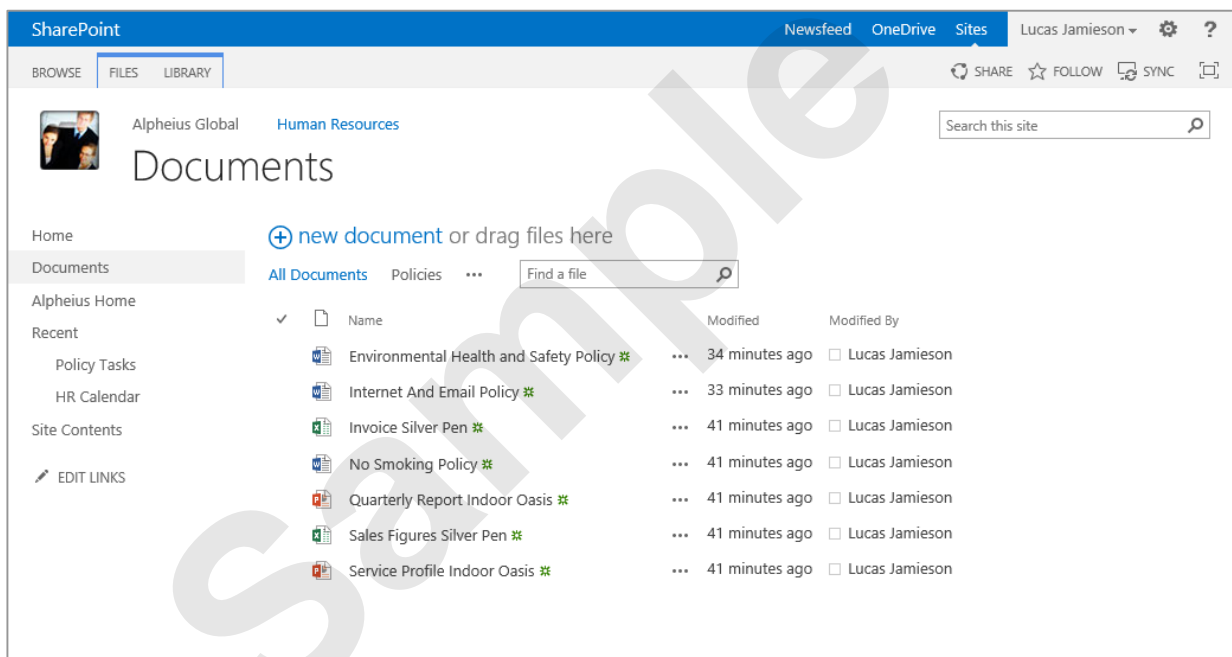 SharePoint Newsfeed OneDrive Sites Lucas Jamieson ?
BROWSE FILES LIBRARY SHARE FOLLOW SYNC
Alpheius Global Human Resources Search this site
Documents
Home
Documents
Alpheius Home
Recent
Policy Tasks
HR Calendar
Site Contents
EDIT LINKS
new document or drag files here
All Documents Policies ••• Find a file
Name Modified Modified By
Environmental Health and Safety Policy ••• 34 minutes ago Lucas Jamieson
Internet And Email Policy ••• 33 minutes ago Lucas Jamieson
Invoice Silver Pen ••• 41 minutes ago Lucas Jamieson
No Smoking Policy ••• 41 minutes ago Lucas Jamieson
Quarterly Report Indoor Oasis ••• 41 minutes ago Lucas Jamieson
Sales Figures Silver Pen ••• 41 minutes ago Lucas Jamieson
Service Profile Indoor Oasis ••• 41 minutes ago Lucas Jamieson
Sample